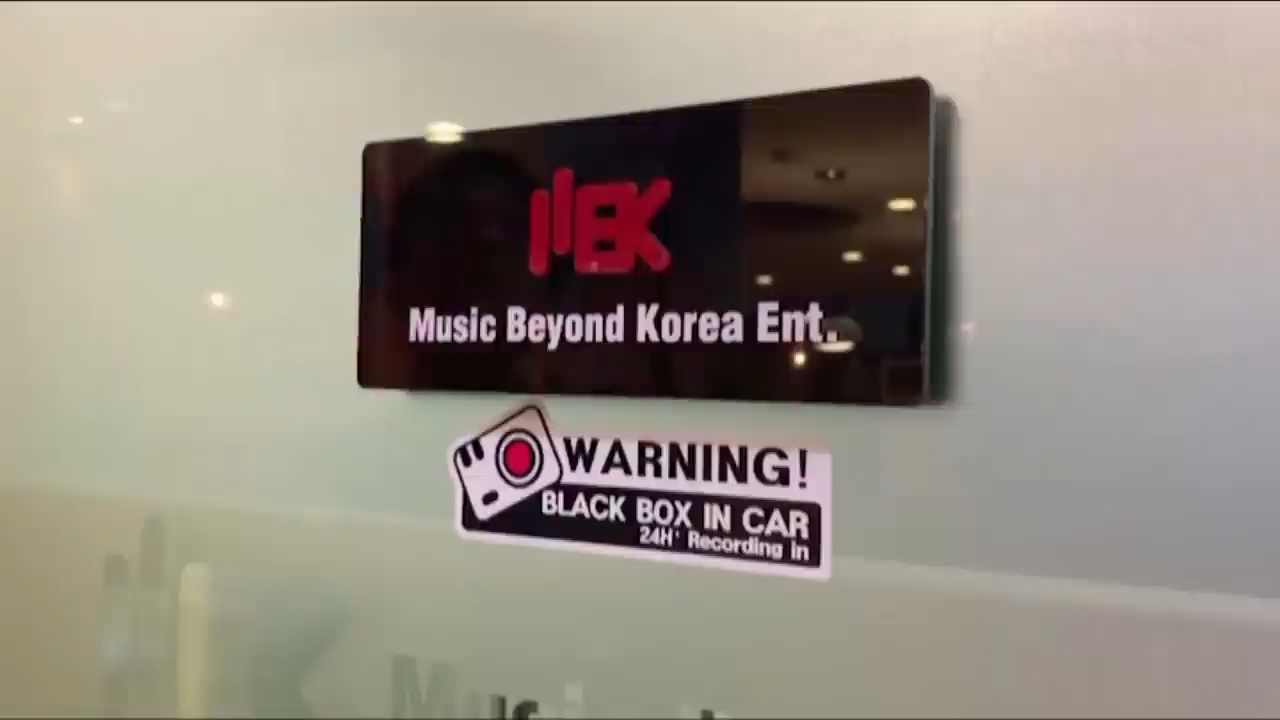 MBK
Music Beyond Korea Ent.
WARNING!
BLACK BOX IN CAR
24H' Recording in